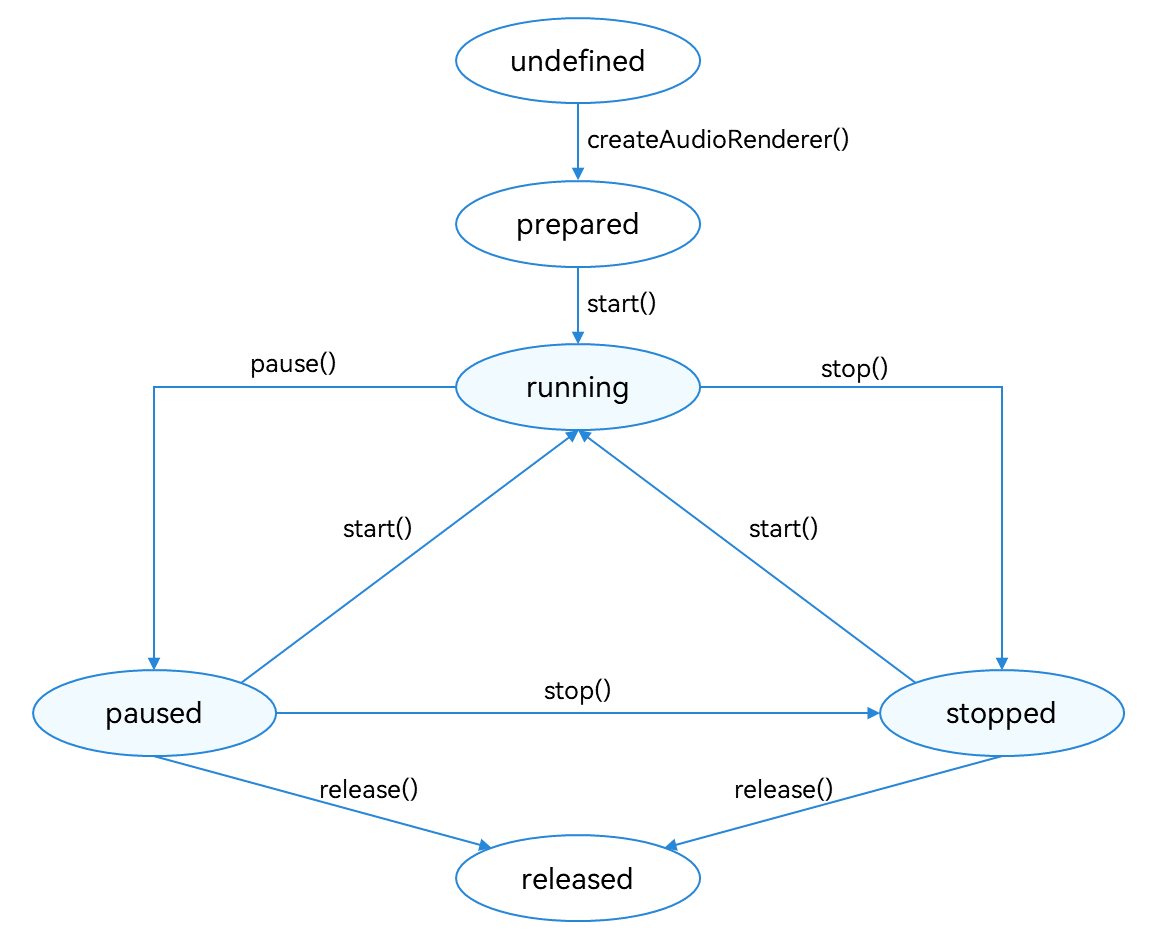 undefined
createAudioRenderer()
prepared
start()
pause()
running
stop()
start()
start()
paused
stop()
stopped
release()
release()
released